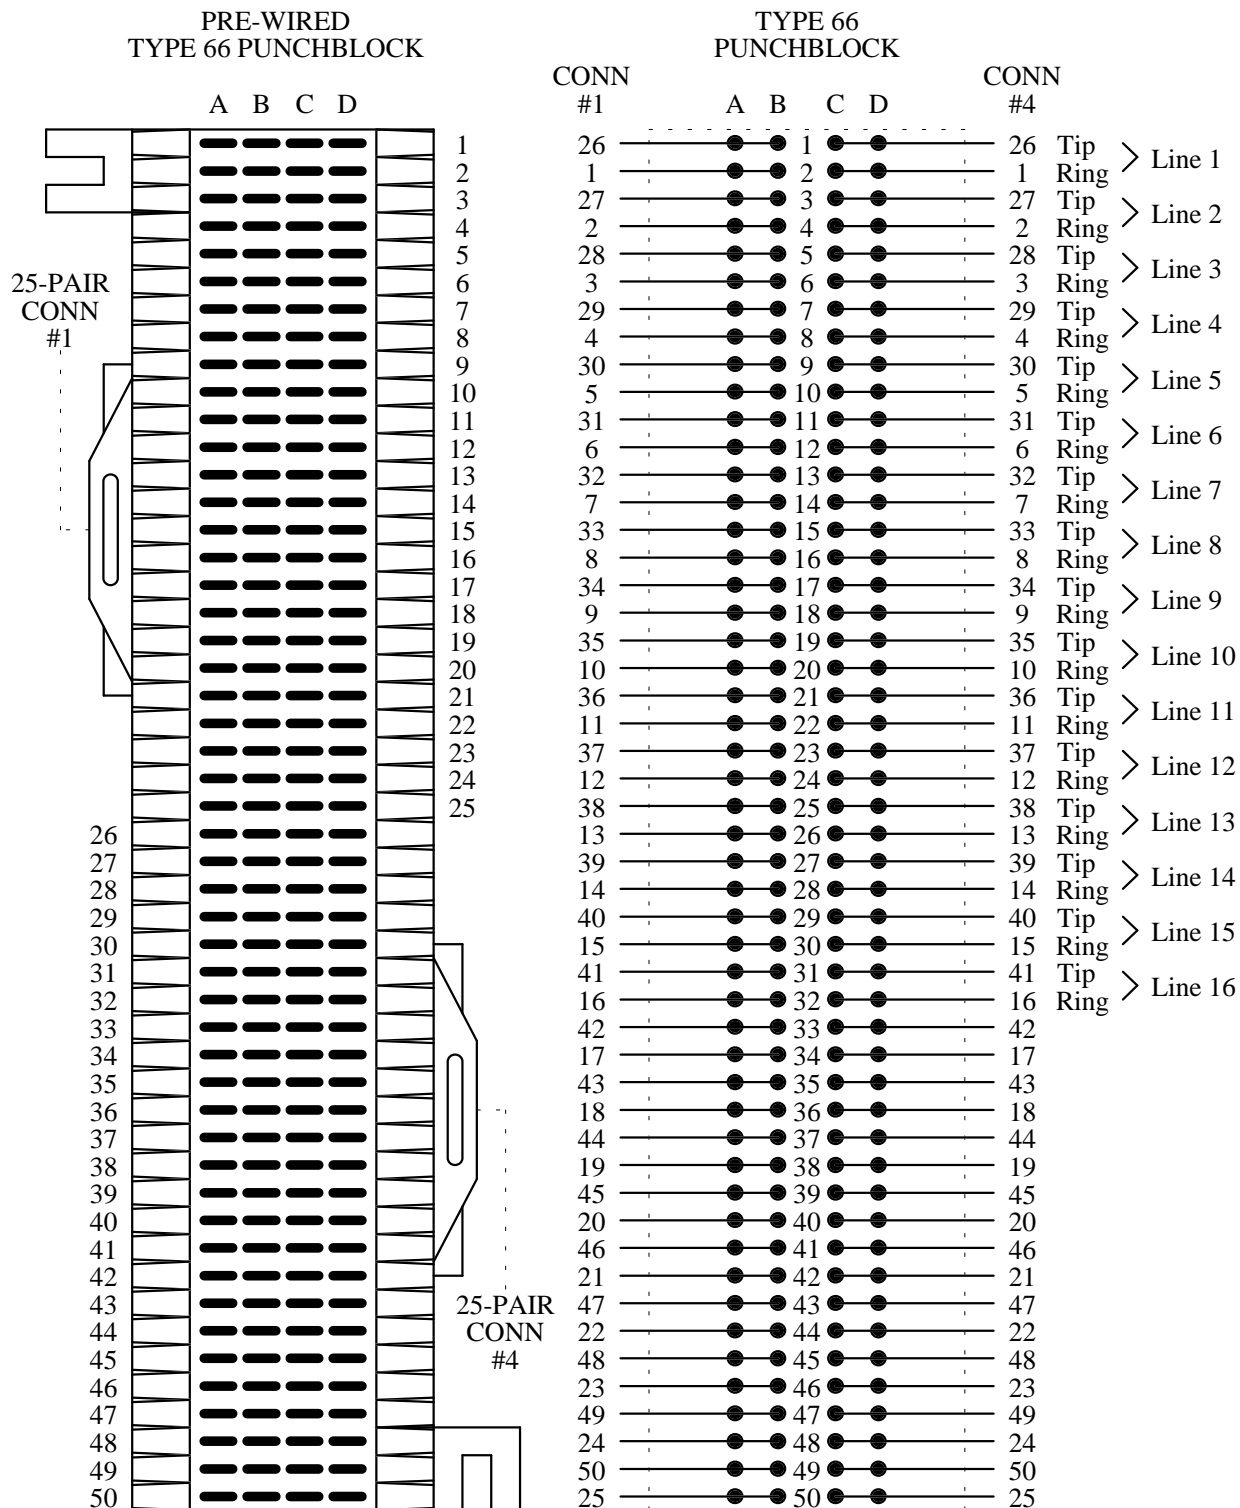 PRE-WIRED
TYPE 66 PUNCHBLOCK
A B C D
25-PAIR
CONN
#1
1
2
3
4
5
6
7
8
9
10
11
12
13
14
15
16
17
18
19
20
21
22
23
24
25
26
27
28
29
30
31
32
33
34
35
36
37
38
39
40
41
42
43
44
45
46
47
48
49
50
25-PAIR
CONN
#4
TYPE 66
PUNCHBLOCK
CONN CONN
#1 A B C D #4
26 1 26 Tip
Line 1
1 2 1 Ring
27 3 27 Tip
Line 2
2 4 2 Ring
28 5 28 Tip
Line 3
3 6 3 Ring
29 7 29 Tip
Line 4
4 8 4 Ring
30 9 30 Tip
Line 5
5 10 5 Ring
31 11 31 Tip
Line 6
6 12 6 Ring
32 13 32 Tip
Line 7
7 14 7 Ring
33 15 33 Tip
Line 8
8 16 8 Ring
34 17 34 Tip
Line 9
9 18 9 Ring
35 19 35 Tip
Line 10
10 20 10 Ring
36 21 36 Tip
Line 11
11 22 11 Ring
37 23 37 Tip
Line 12
12 24 12 Ring
38 25 38 Tip
Line 13
13 26 13 Ring
39 27 39 Tip
Line 14
14 28 14 Ring
40 29 40 Tip
Line 15
15 30 15 Ring
41 31 41 Tip
Line 16
16 32 16 Ring
42 33 42
17 34 17
43 35 43
18 36 18
44 37 44
19 38 19
45 39 45
20 40 20
46 41 46
21 42 21
47 43 47
22 44 22
48 45 48
23 46 23
49 47 49
24 48 24
50 49 50
25 50 25